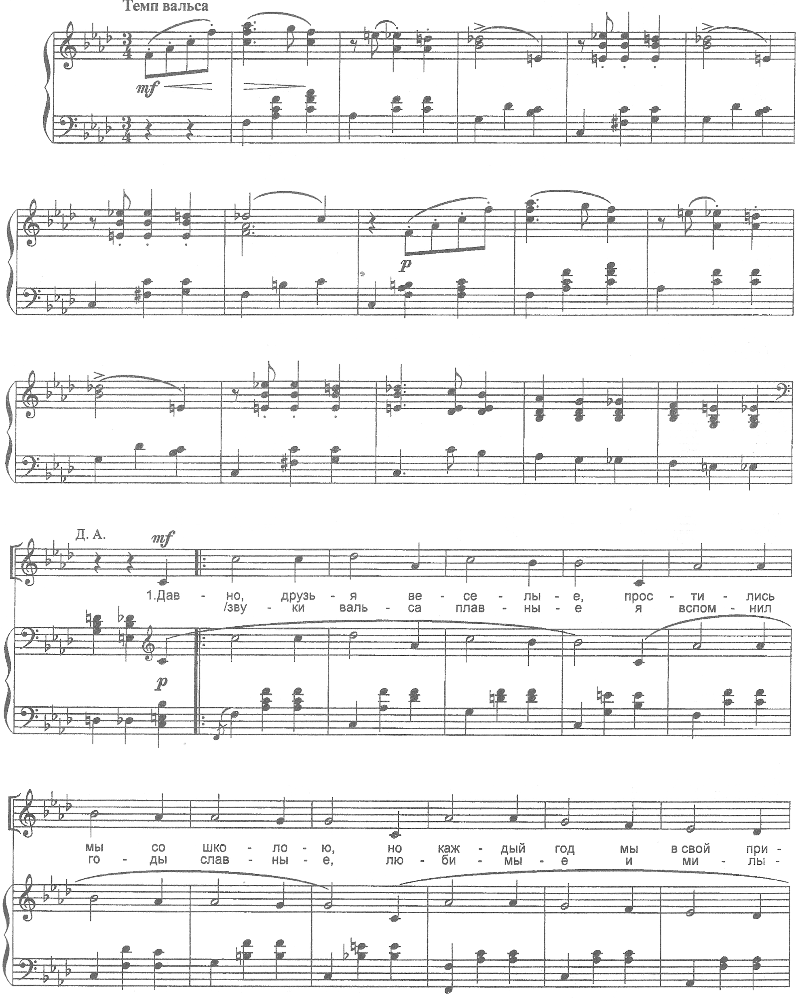 Темп вальса
mf
p
Д. А.
mf
1.Дав - но, друзь - я ве - се - лы - е, прос - ти - лись
/зву - ки валь - са плав - ны - е я вспом - нил
p
мы со шко - ло - ю, но каж - дый год мы в свой при -
го - ды слав - ны - е, лю - би - мы - е и ми - лы -